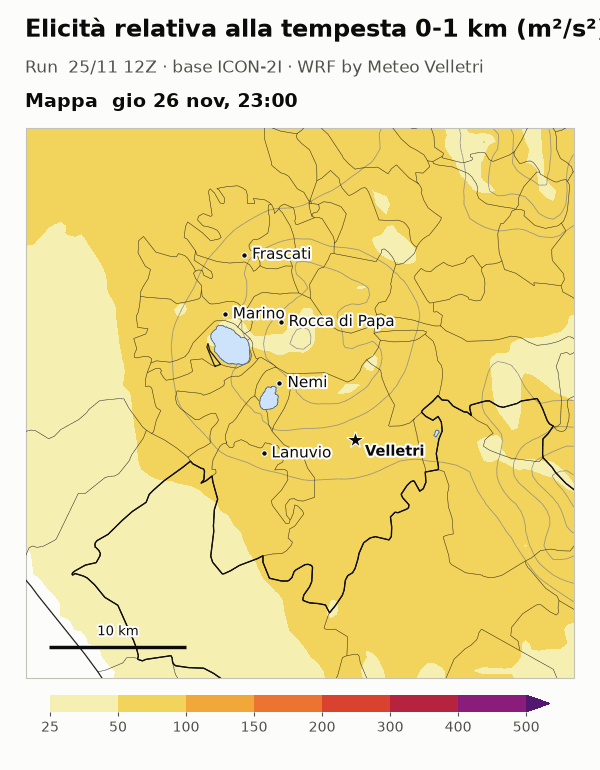 Elicità relativa alla tempesta 0-1 km (m²/s²)
Run  25/11 12Z · base ICON-2I · WRF by Meteo Velletri
Mappa  gio 26 nov, 23:00
Frascati
Marino
Rocca di Papa
Nemi
Velletri
Lanuvio
10 km
25 50 100 150 200 300 400 500